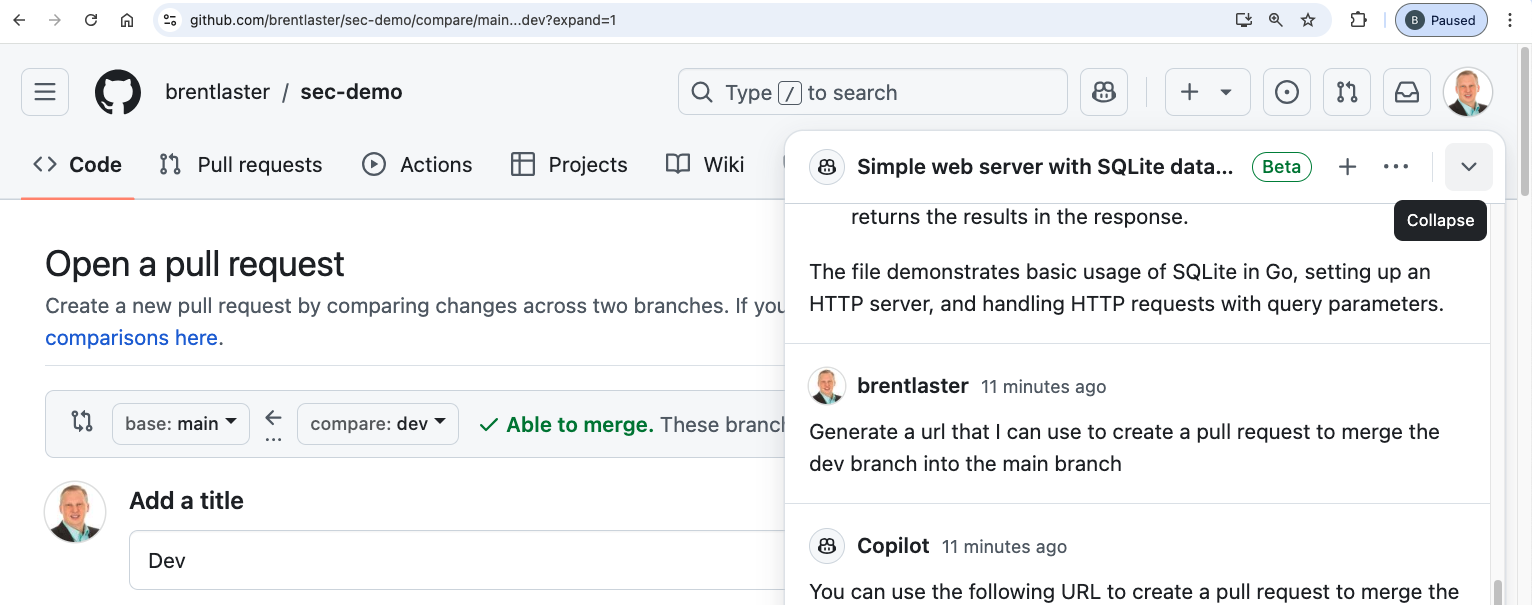 github.com/brentlaster/sec-demo/compare/main...dev?expand=1
B Paused
brentlaster / sec-demo
Type / to search
Code Pull requests Actions Projects Wiki
Simple web server with SQLite data... Beta
Collapse
returns the results in the response.
The file demonstrates basic usage of SQLite in Go, setting up an
HTTP server, and handling HTTP requests with query parameters.
brentlaster 11 minutes ago
Generate a url that I can use to create a pull request to merge the
dev branch into the main branch
Copilot 11 minutes ago
You can use the following URL to create a pull request to merge the
Open a pull request
Create a new pull request by comparing changes across two branches. If you
comparisons here.
base: main compare: dev Able to merge. These branch
Add a title
Dev